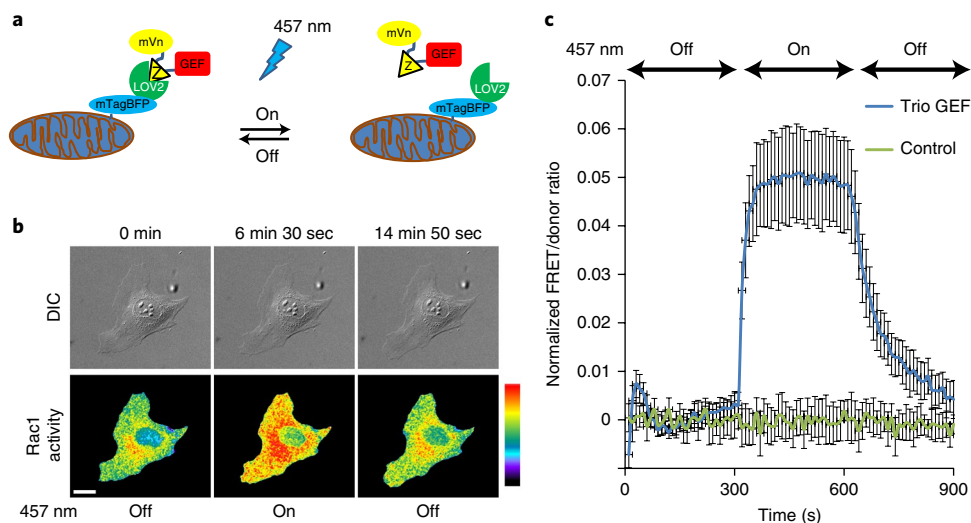 a
mVn
Z
GEF
LOV2
mTagBFP
457 nm
On
Off
mVn
Z
GEF
LOV2
mTagBFP
b
0 min
6 min 30 sec
14 min 50 sec
DIC
Rac1
activity
457 nm
Off
On
Off
c
457 nm
Off
On
Off
0.07
0.06
0.05
0.04
0.03
0.02
0.01
0
Normalized FRET/donor ratio
Trio GEF
Control
0
300
600
900
Time (s)